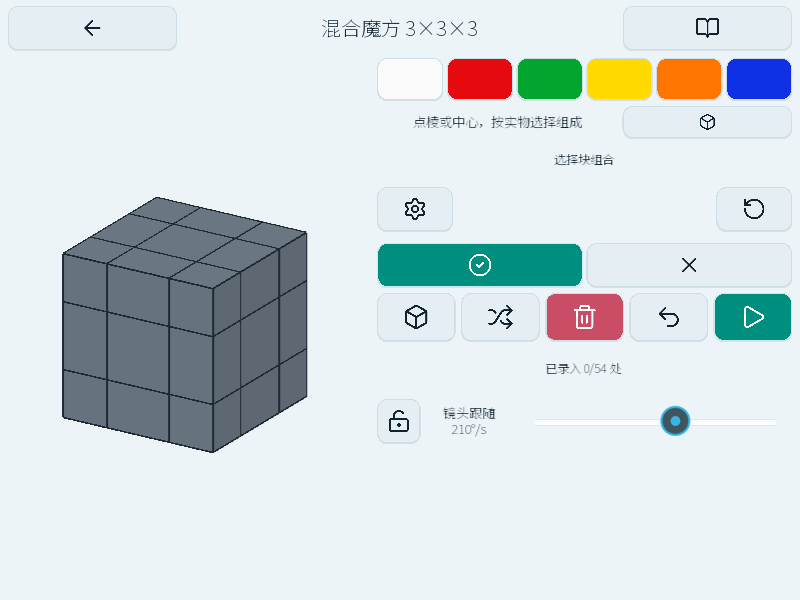 混合魔方 3×3×3
点棱或中心，按实物选择组成
选择块组合
已录入 0/54 处
镜头跟随
210°/s